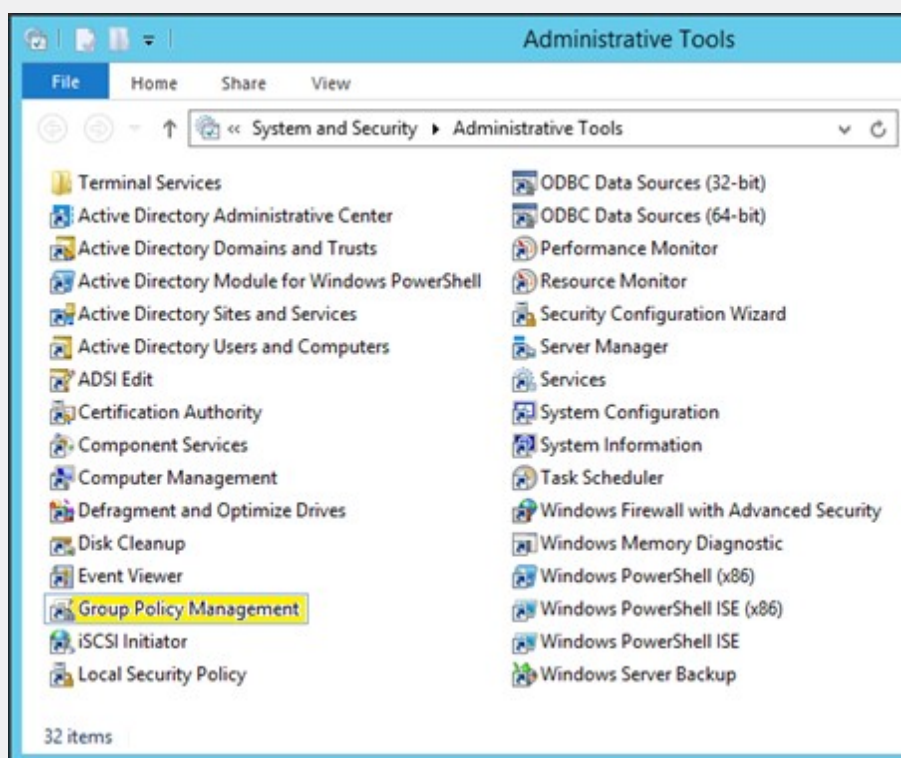 Administrative Tools
File Home Share View
« System and Security Administrative Tools
Terminal Services
Active Directory Administrative Center
Active Directory Domains and Trusts
Active Directory Module for Windows PowerShell
Active Directory Sites and Services
Active Directory Users and Computers
ADSI Edit
Certification Authority
Component Services
Computer Management
Defragment and Optimize Drives
Disk Cleanup
Event Viewer
Group Policy Management
iSCSI Initiator
Local Security Policy
ODBC Data Sources (32-bit)
ODBC Data Sources (64-bit)
Performance Monitor
Resource Monitor
Security Configuration Wizard
Server Manager
Services
System Configuration
System Information
Task Scheduler
Windows Firewall with Advanced Security
Windows Memory Diagnostic
Windows PowerShell (x86)
Windows PowerShell ISE (x86)
Windows PowerShell ISE
Windows Server Backup
32 items